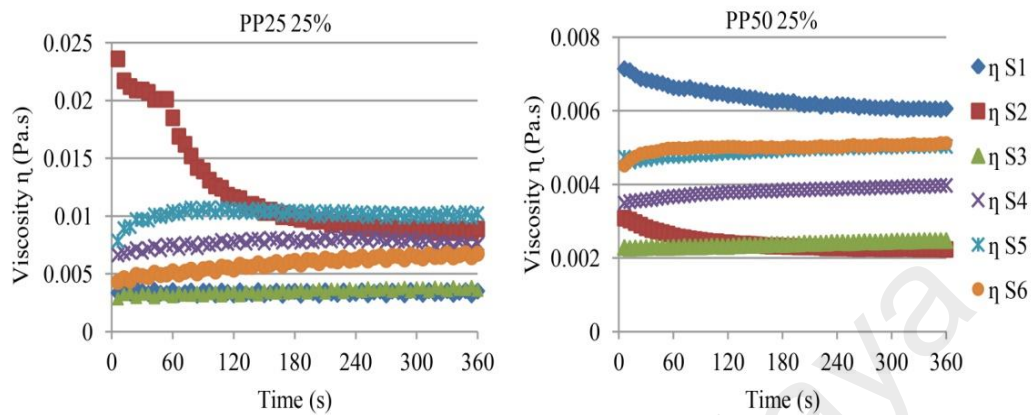 PP25 25%
PP50 25%
Viscosity η (Pa.s)
0.025
0.02
0.015
0.01
0.005
0
0 60 120 180 240 300 360
Time (s)
Viscosity η (Pa.s)
0.008
0.006
0.004
0.002
0.000
0 60 120 180 240 300 360
Time (s)
η S1
η S2
η S3
η S4
η S5
η S6